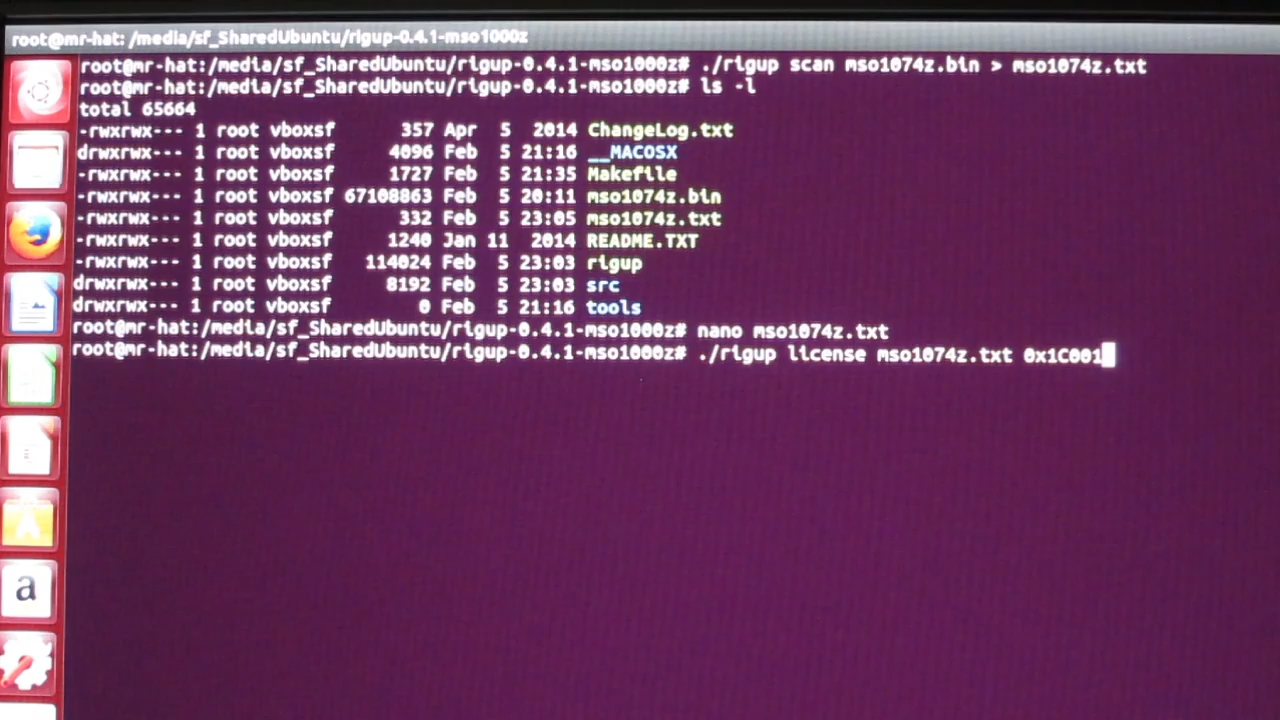 root@mr-hat: /media/sf_SharedUbuntu/rigup-0.4.1-mso1000z
root@mr-hat:/media/sf_SharedUbuntu/rigup-0.4.1-mso1000z# ./rigup scan mso1074z.bin > mso1074z.txt
root@mr-hat:/media/sf_SharedUbuntu/rigup-0.4.1-mso1000z# ls -l
total 65664
-rwxrwx--- 1 root vboxsf 357 Apr 5 2014 ChangeLog.txt
drwxrwx--- 1 root vboxsf 4096 Feb 5 21:16 __MACOSX
-rwxrwx--- 1 root vboxsf 1727 Feb 5 21:35 Makefile
-rwxrwx--- 1 root vboxsf 67108863 Feb 5 20:11 mso1074z.bin
-rwxrwx--- 1 root vboxsf 332 Feb 5 23:05 mso1074z.txt
-rwxrwx--- 1 root vboxsf 1240 Jan 11 2014 README.TXT
-rwxrwx--- 1 root vboxsf 114024 Feb 5 23:03 rigup
drwxrwx--- 1 root vboxsf 8192 Feb 5 23:03 src
drwxrwx--- 1 root vboxsf 0 Feb 5 21:16 tools
root@mr-hat:/media/sf_SharedUbuntu/rigup-0.4.1-mso1000z# nano mso1074z.txt
root@mr-hat:/media/sf_SharedUbuntu/rigup-0.4.1-mso1000z# ./rigup license mso1074z.txt 0x1C001
a